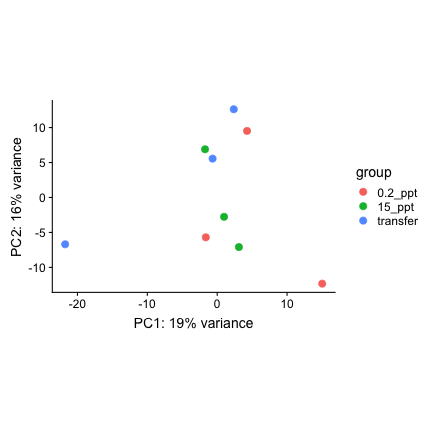 10
5
0
-5
-10
PC2: 16% variance
-20
-10
0
10
PC1: 19% variance
group
0.2_ppt
15_ppt
transfer